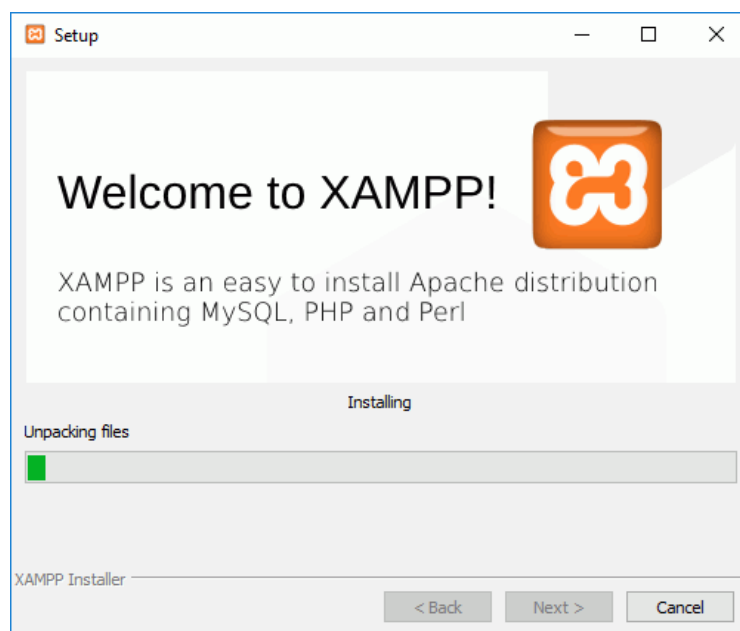 Setup
Welcome to XAMPP!
XAMPP is an easy to install Apache distribution
containing MySQL, PHP and Perl
Installing
Unpacking files
XAMPP Installer
< Back
Next >
Cancel